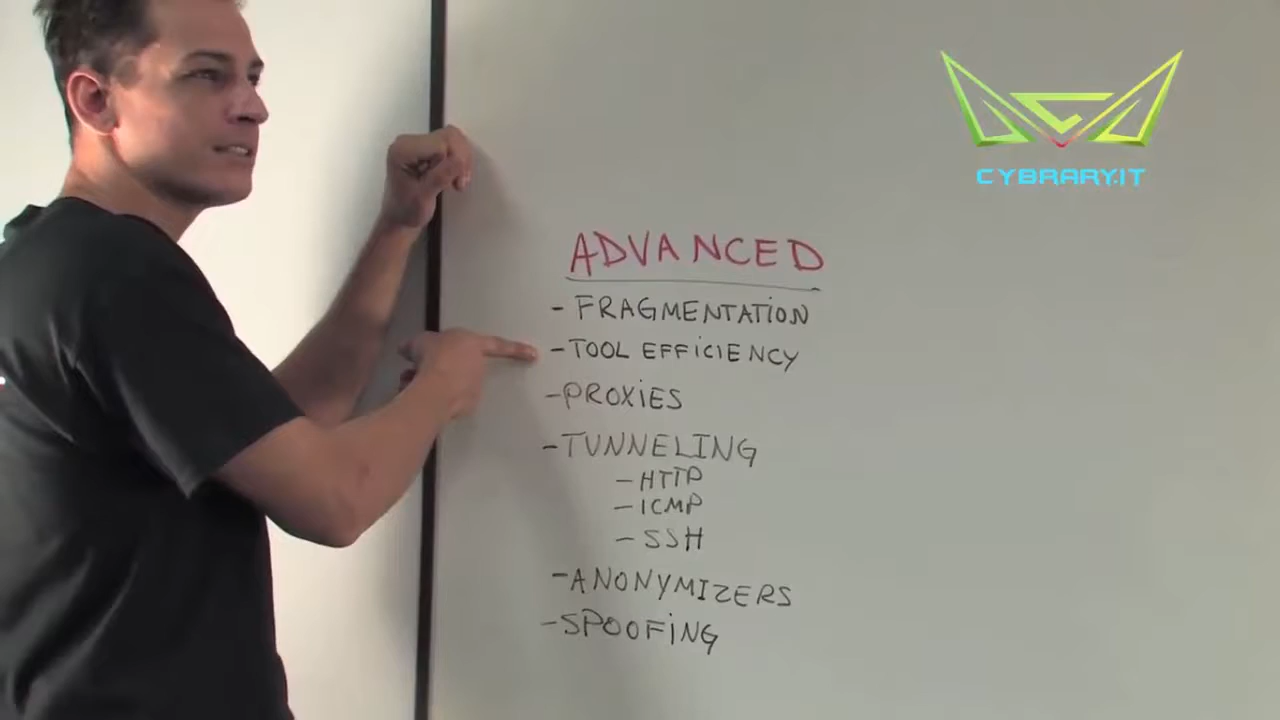 CYBRARY.IT
ADVANCED
- FRAGMENTATION
- TOOL EFFICIENCY
- PROXIES
- TUNNELING
- HTTP
- ICMP
- SSH
- ANONYMIZERS
- SPOOFING